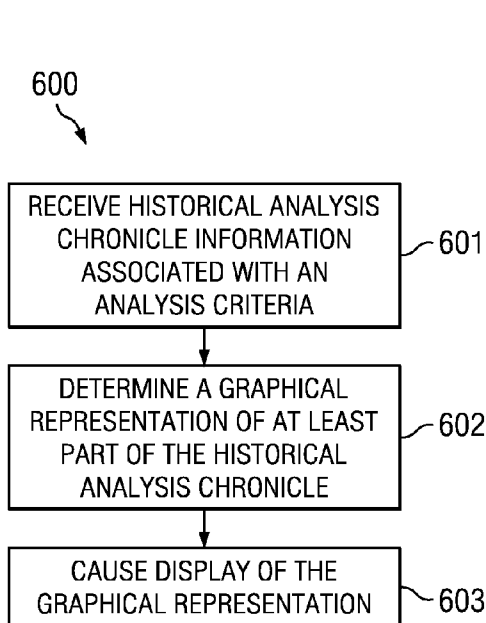 600
RECEIVE HISTORICAL ANALYSIS
CHRONICLE INFORMATION
ASSOCIATED WITH AN
ANALYSIS CRITERIA
601
DETERMINE A GRAPHICAL
REPRESENTATION OF AT LEAST
PART OF THE HISTORICAL
ANALYSIS CHRONICLE
602
CAUSE DISPLAY OF THE
GRAPHICAL REPRESENTATION
603